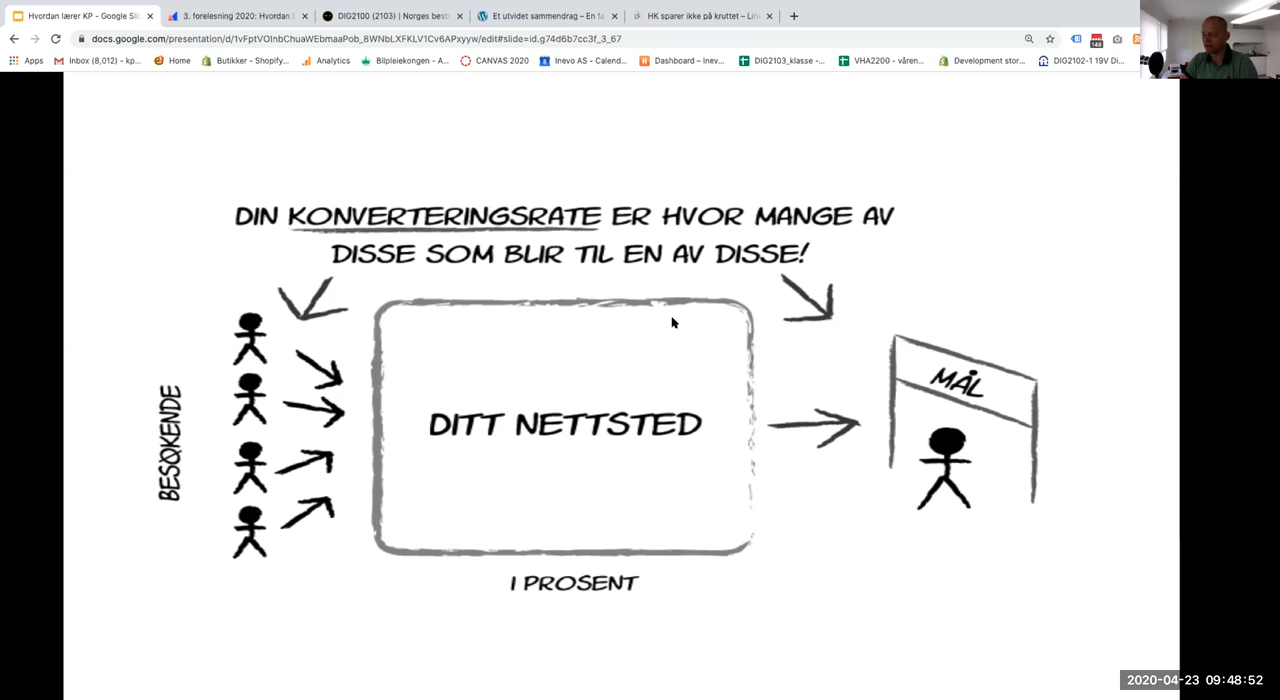 Hvordan lærer KP - Google Sli
3. forelesning 2020: Hvordan
DIG2100 (2103) | Norges best
Et utvidet sammendrag – En fa
HK sparer ikke på kruttet – Lin
docs.google.com/presentation/d/1vFptVOInbChuaWEbmaaPob_8WNbLXFKLV1Cv6APxyyw/edit#slide=id.g74d6b7cc3f_3_67
148
Apps
Inbox (8,012) - kp...
Home
Butikker - Shopify...
Analytics
Bilpleiekongen - A...
CANVAS 2020
Inevo AS - Calend...
Dashboard – Inev...
DIG2103_klasse -...
VHA2200 - våren...
Development stor...
DIG2102-1 19V Di...
DIN KONVERTERINGSRATE ER HVOR MANGE AV
DISSE SOM BLIR TIL EN AV DISSE!
BESØKENDE
DITT NETTSTED
MÅL
I PROSENT
2020-04-23 09:48:52